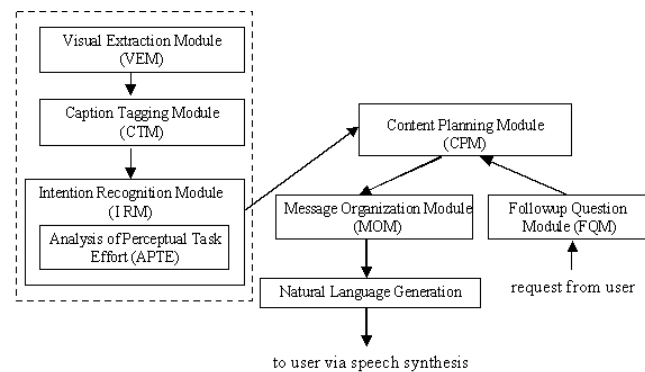 Visual Extraction Module
(VEM)
Caption Tagging Module
(CTM)
Intention Recognition Module
(IRM)
Analysis of Perceptual Task
Effort (APTE)
Content Planning Module
(CPM)
Message Organization Module
(MOM)
Followup Question
Module (FQM)
Natural Language Generation
request from user
to user via speech synthesis